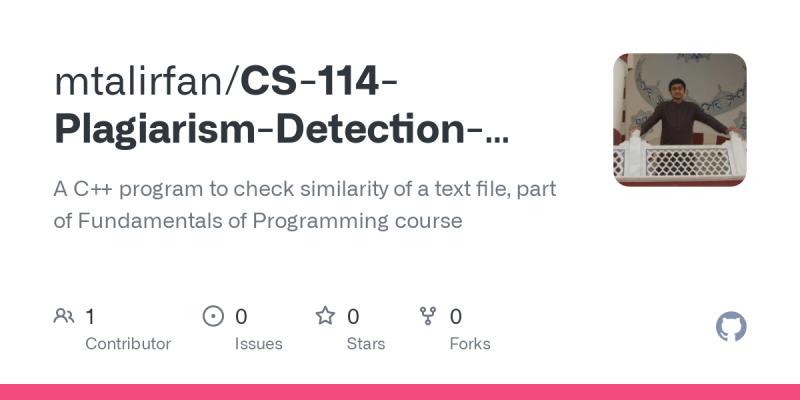 mtalirfan/CS-114-
Plagiarism-Detection-...
A C++ program to check similarity of a text file, part
of Fundamentals of Programming course
1 0 0 0
Contributor Issues Stars Forks